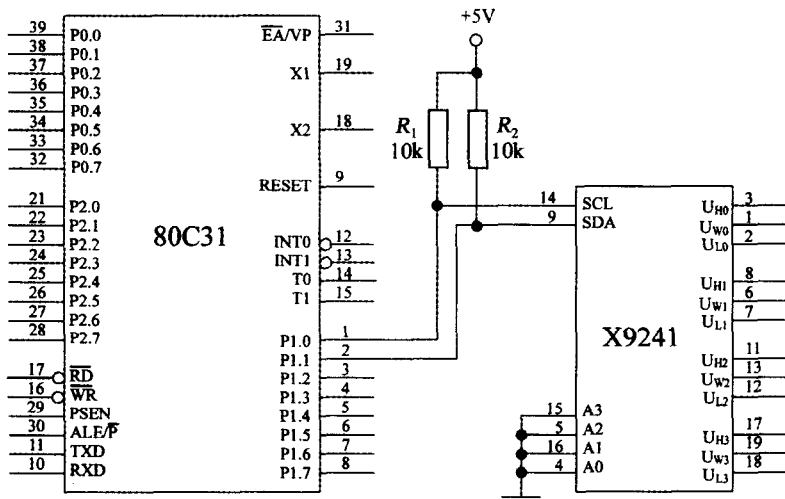 +5V
39 P0.0
38 P0.1
37 P0.2
36 P0.3
35 P0.4
34 P0.5
33 P0.6
32 P0.7
21 P2.0
22 P2.1
23 P2.2
24 P2.3
25 P2.4
26 P2.5
27 P2.6
28 P2.7
17 RD
16 WR
29 PSEN
30 ALE/P
11 TXD
10 RXD
80C31
EA/VP 31
X1 19
X2 18
RESET 9
INT0 12
INT1 13
T0 14
T1 15
P1.0 1
P1.1 2
P1.2 3
P1.3 4
P1.4 5
P1.5 6
P1.6 7
P1.7 8
R1
10k
R2
10k
14 SCL
9 SDA
15 A3
5 A2
16 A1
4 A0
X9241
UH0 3
UW0 1
UL0 2
UH1 8
UW1 6
UL1 7
UH2 11
UW2 13
UL2 12
UH3 17
UW3 19
UL3 18